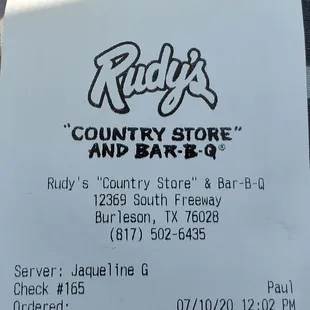 Rudy's
"COUNTRY STORE"
AND BAR-B-Q®
Rudy's "Country Store" & Bar-B-Q
12369 South Freeway
Burleson, TX 76028
(817) 502-6435
Server: Jaqueline G
Check #165 Paul
Ordered: 07/10/20 12:02 PM